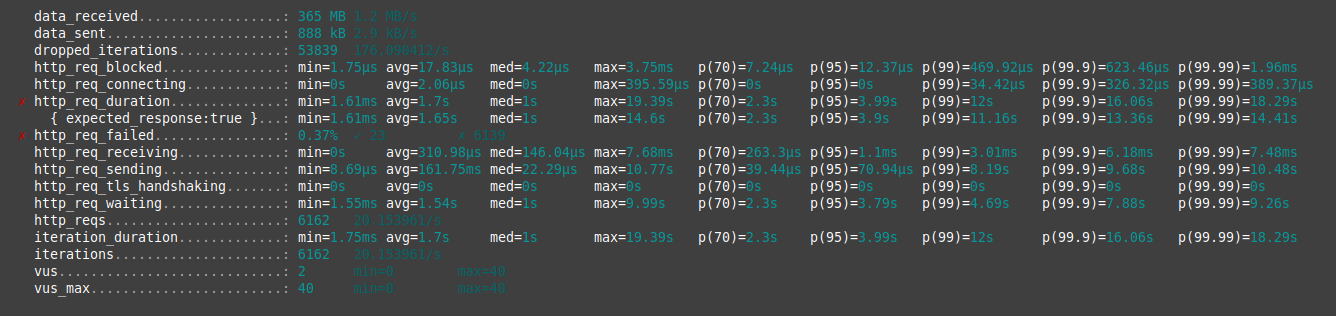 data_received..................: 365 MB 1.2 MB/s
data_sent......................: 888 kB 2.9 kB/s
dropped_iterations.............: 53839 176.090412/s
http_req_blocked...............: min=1.75µs avg=17.83µs med=4.22µs max=3.75ms p(70)=7.24µs p(95)=12.37µs p(99)=469.92µs p(99.9)=623.46µs p(99.99)=1.96ms
http_req_connecting............: min=0s avg=2.06µs med=0s max=395.59µs p(70)=0s p(95)=0s p(99)=34.42µs p(99.9)=326.32µs p(99.99)=389.37µs
✗ http_req_duration..............: min=1.61ms avg=1.7s med=1s max=19.39s p(70)=2.3s p(95)=3.99s p(99)=12s p(99.9)=16.06s p(99.99)=18.29s
{ expected_response:true }...: min=1.61ms avg=1.65s med=1s max=14.6s p(70)=2.3s p(95)=3.9s p(99)=11.16s p(99.9)=13.36s p(99.99)=14.41s
✗ http_req_failed................: 0.37% ✓ 23 ✗ 6139
http_req_receiving.............: min=0s avg=310.98µs med=146.04µs max=7.68ms p(70)=263.3µs p(95)=1.1ms p(99)=3.01ms p(99.9)=6.18ms p(99.99)=7.48ms
http_req_sending...............: min=8.69µs avg=161.75ms med=22.29µs max=10.77s p(70)=39.44µs p(95)=70.94µs p(99)=8.19s p(99.9)=9.68s p(99.99)=10.48s
http_req_tls_handshaking.......: min=0s avg=0s med=0s max=0s p(70)=0s p(95)=0s p(99)=0s p(99.9)=0s p(99.99)=0s
http_req_waiting...............: min=1.55ms avg=1.54s med=1s max=9.99s p(70)=2.3s p(95)=3.79s p(99)=4.69s p(99.9)=7.88s p(99.99)=9.26s
http_reqs......................: 6162 20.153961/s
iteration_duration.............: min=1.75ms avg=1.7s med=1s max=19.39s p(70)=2.3s p(95)=3.99s p(99)=12s p(99.9)=16.06s p(99.99)=18.29s
iterations.....................: 6162 20.153961/s
vus............................: 2 min=0 max=40
vus_max........................: 40 min=0 max=40